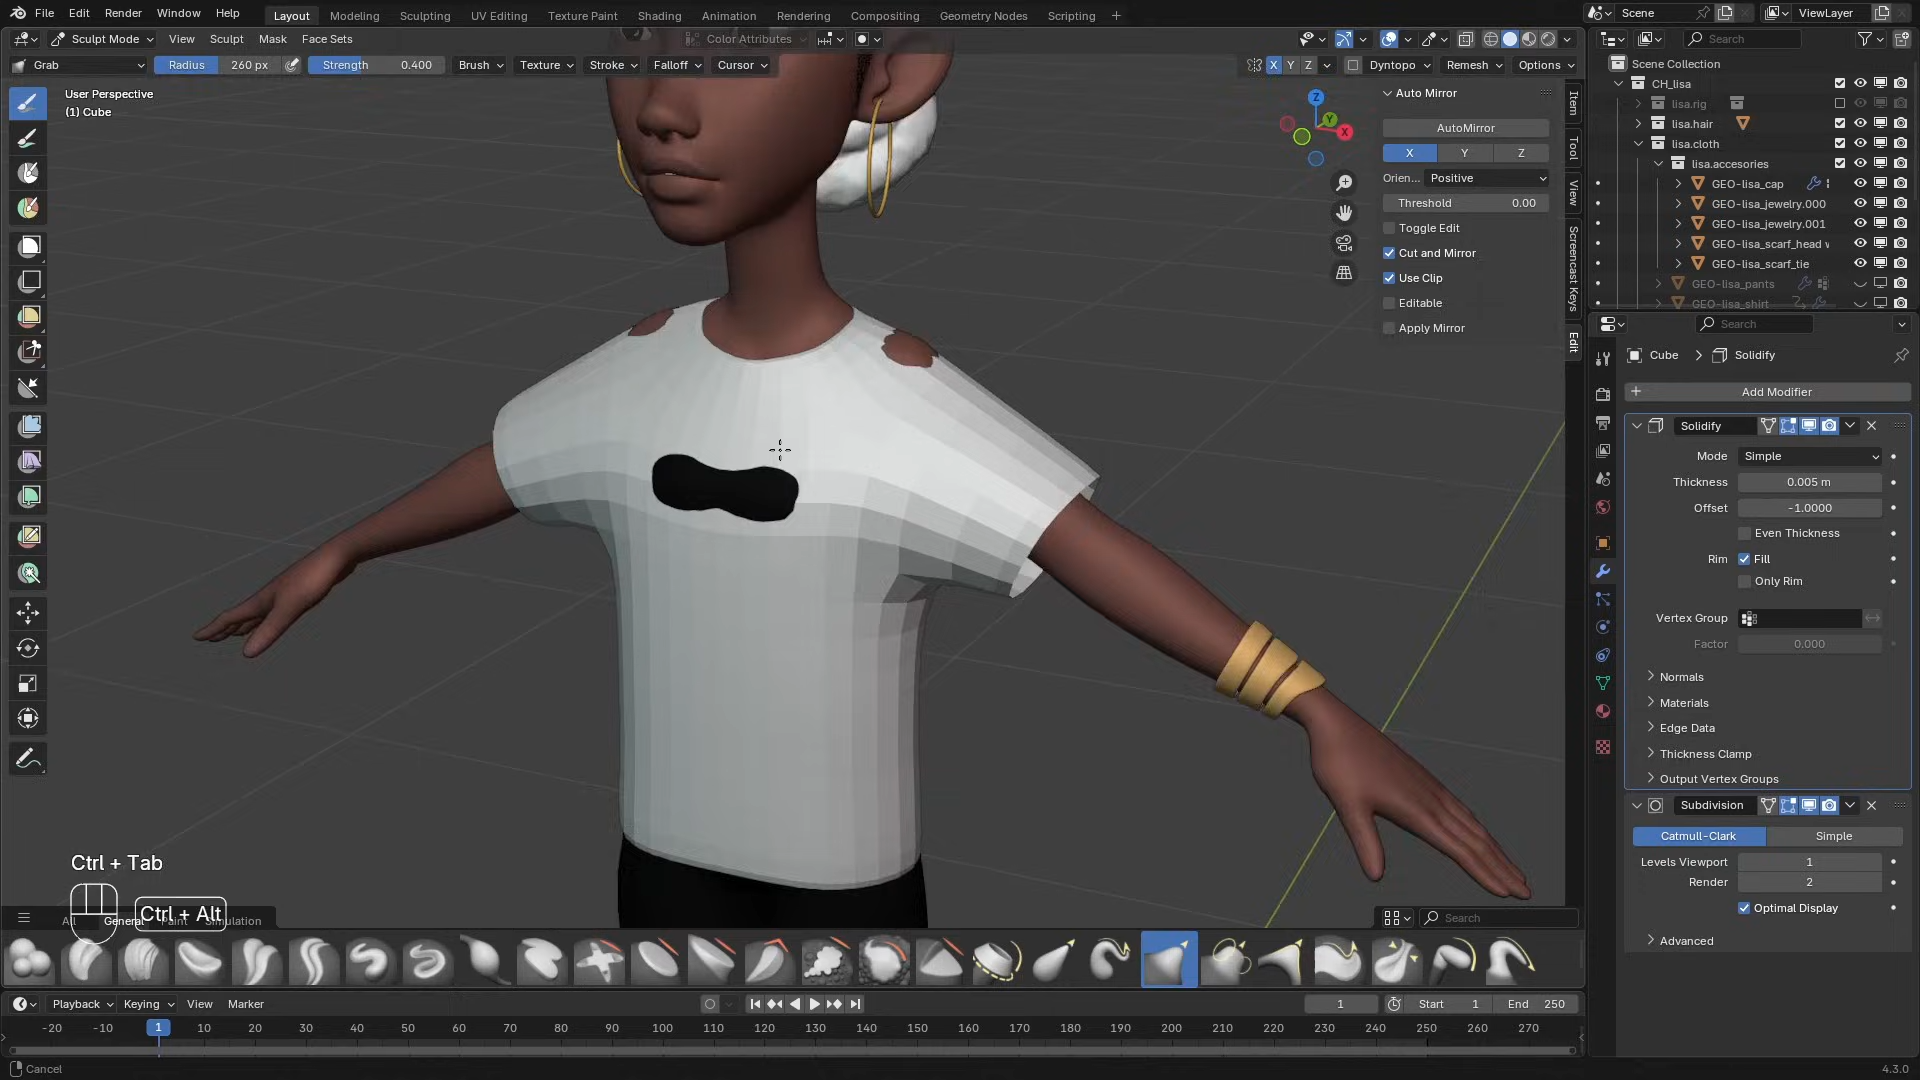 File Edit Render Window Help Layout Modeling Sculpting UV Editing Texture Paint Shading Animation Rendering Compositing Geometry Nodes Scripting + Scene ViewLayer
Sculpt Mode View Sculpt Mask Face Sets Color Attributes Search
Grab Radius 260 px Strength 0.400 Brush Texture Stroke Falloff Cursor X Y Z Dyntopo Remesh Options
User Perspective
(1) Cube
Z
Y
X
Auto Mirror
AutoMirror
X Y Z
Orien... Positive
Threshold 0.00
Toggle Edit
Cut and Mirror
Use Clip
Editable
Apply Mirror
Item
Tool
View
Screencast Keys
Edit
Scene Collection
CH_lisa
lisa.rig
lisa.hair
lisa.cloth
lisa.accesories
GEO-lisa_cap
GEO-lisa_jewelry.000
GEO-lisa_jewelry.001
GEO-lisa_scarf_head
GEO-lisa_scarf_tie
GEO-lisa_pants
GEO-lisa_shirt
Search
Cube Solidify
Add Modifier
Solidify
Mode Simple
Thickness 0.005 m
Offset -1.0000
Even Thickness
Rim Fill
Only Rim
Vertex Group
Factor 0.000
Normals
Materials
Edge Data
Thickness Clamp
Output Vertex Groups
Subdivision
Catmull-Clark Simple
Levels Viewport 1
Render 2
Optimal Display
Advanced
Ctrl + Tab
Ctrl + Alt
All General Paint Simulation Search
Playback Keying View Marker 1 Start 1 End 250
-20 -10 1 10 20 30 40 50 60 70 80 90 100 110 120 130 140 150 160 170 180 190 200 210 220 230 240 250 260 270
Cancel 4.3.0